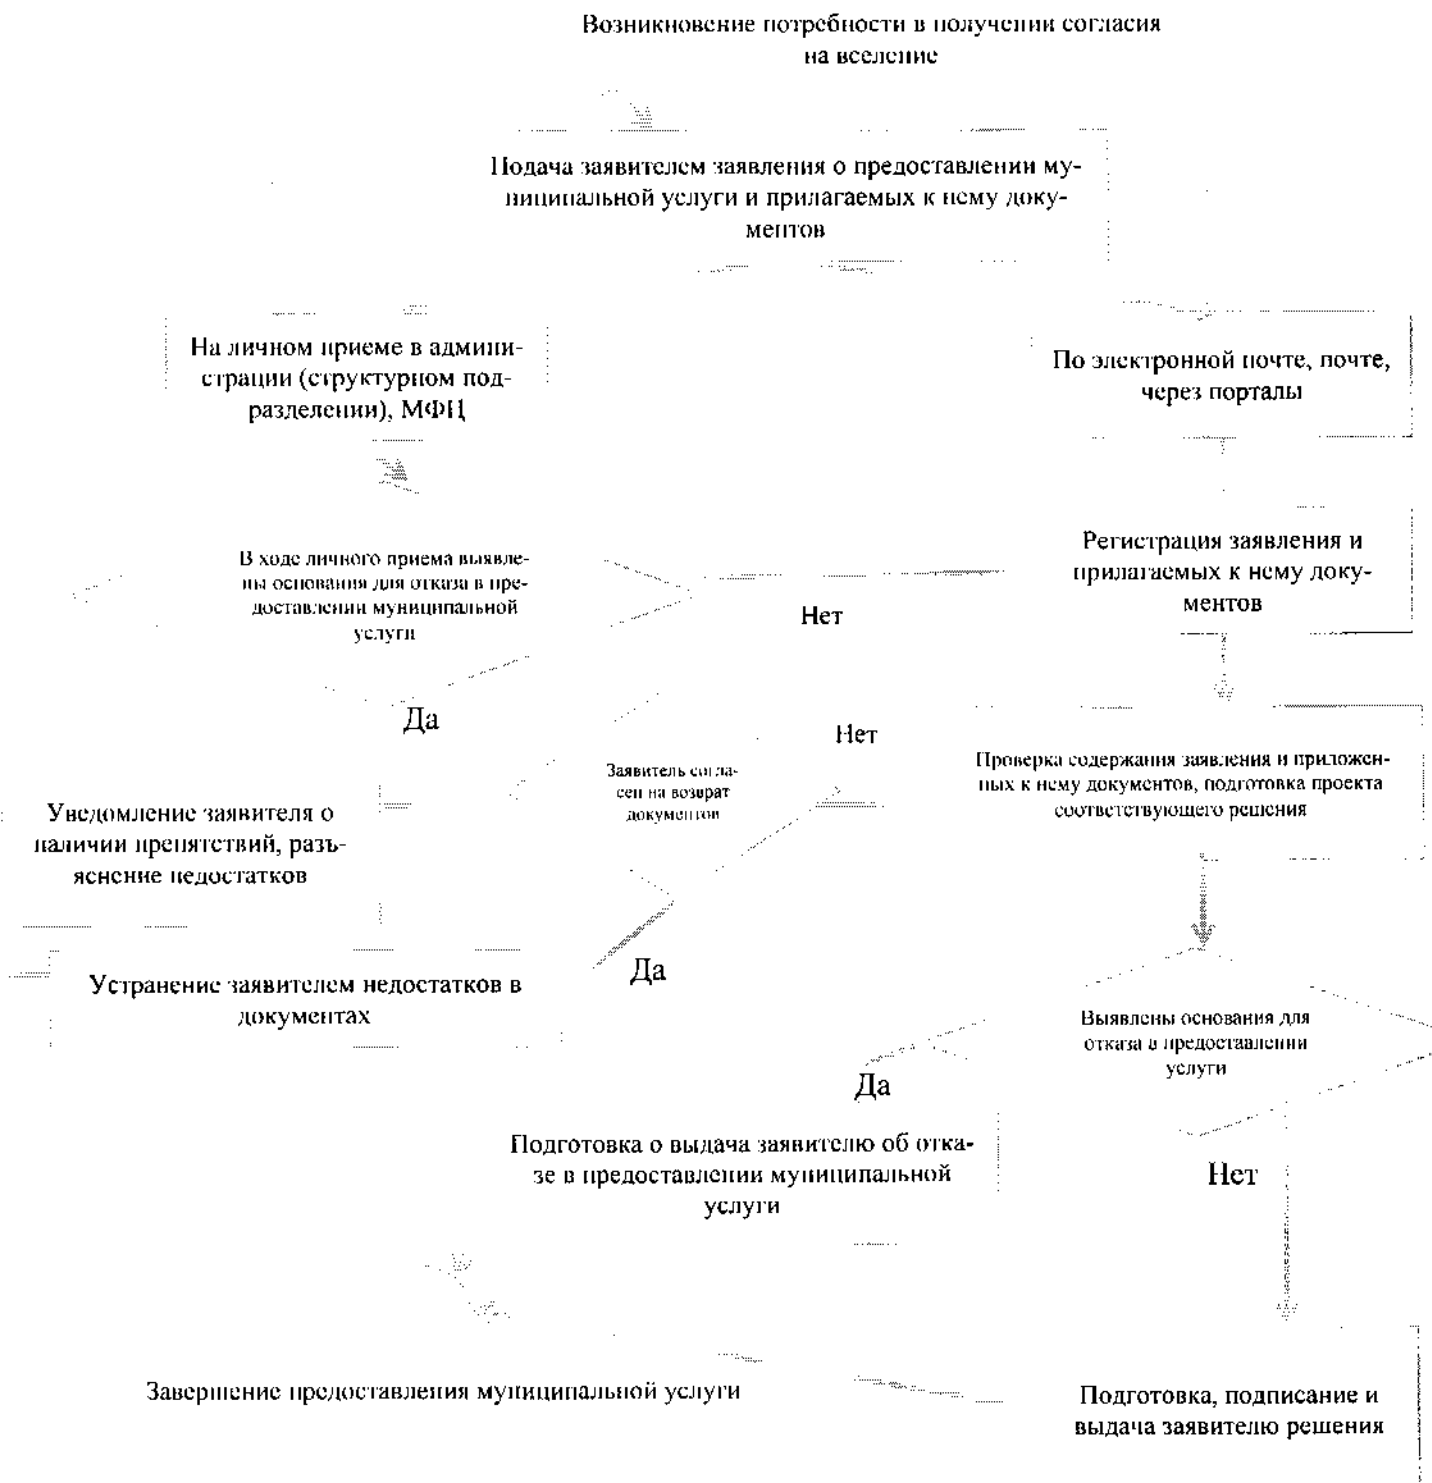 Возникновение потребности в получении согласия
на вселение
Подача заявителем заявления о предоставлении му-
ниципальной услуги и прилагаемых к нему доку-
ментов
На личном приеме в админи-
страции (структурном под-
разделении), МФЦ
По электронной почте, почте,
через порталы
В ходе личного приема выявле-
ны основания для отказа в пре-
доставлении муниципальной
услуги
Нет
Регистрация заявления и
прилагаемых к нему доку-
ментов
Да
Уведомление заявителя о
наличии препятствий, разъ-
яснение недостатков
Заявитель согла-
сен на возврат
документов
Нет
Проверка содержания заявления и приложен-
ных к нему документов, подготовка проекта
соответствующего решения
Да
Устранение заявителем недостатков в
документах
Выявлены основания для
отказа в предоставлении
услуги
Да
Подготовка о выдача заявителю об отка-
зе в предоставлении муниципальной
услуги
Нет
Завершение предоставления муниципальной услуги
Подготовка, подписание и
выдача заявителю решения